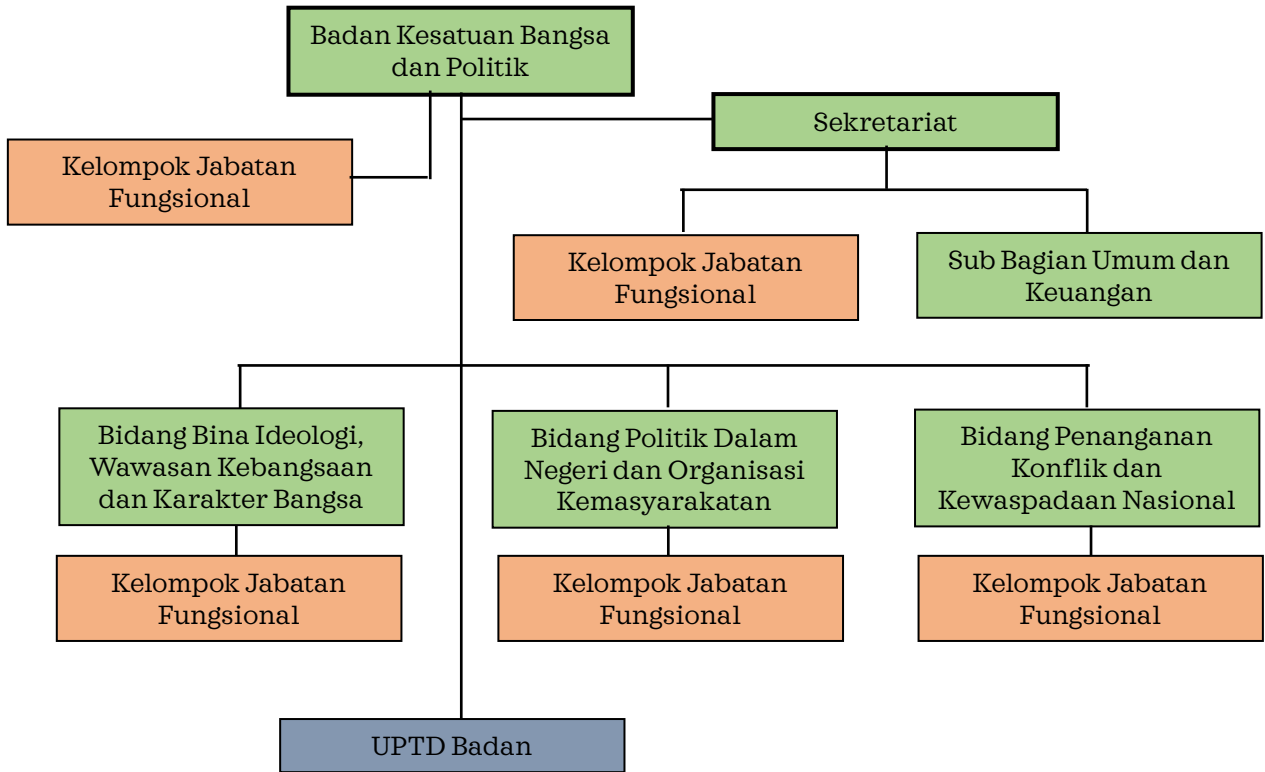 Badan Kesatuan Bangsa
dan Politik
Sekretariat
Kelompok Jabatan
Fungsional
Kelompok Jabatan
Fungsional
Sub Bagian Umum dan
Keuangan
Bidang Bina Ideologi,
Wawasan Kebangsaan
dan Karakter Bangsa
Bidang Politik Dalam
Negeri dan Organisasi
Kemasyarakatan
Bidang Penanganan
Konflik dan
Kewaspadaan Nasional
Kelompok Jabatan
Fungsional
Kelompok Jabatan
Fungsional
Kelompok Jabatan
Fungsional
UPTD Badan